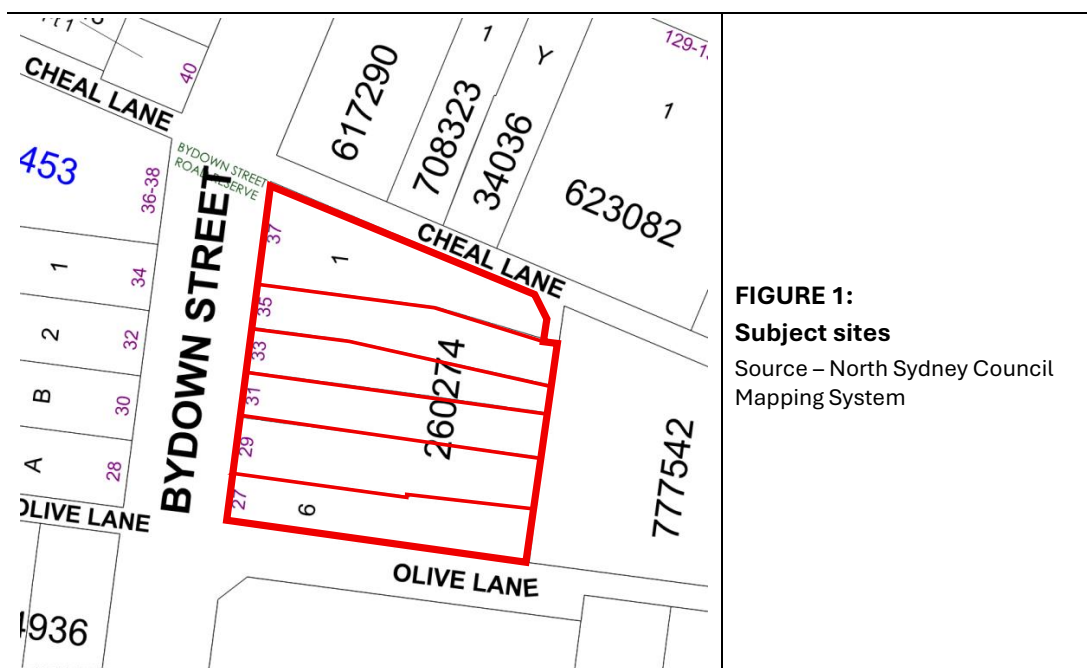 CHEAL LANE
40
453
36-38
BYDOWN STREET
ROAD RESERVE
617290
1
708323
Y
34036
129-1
1
623082
BYDOWN STREET
1
34
2
32
B
30
A
28
OLIVE LANE
4936
37
1
CHEAL LANE
35
33
31
29
27
6
260274
777542
OLIVE LANE
FIGURE 1:
Subject sites
Source – North Sydney Council
Mapping System